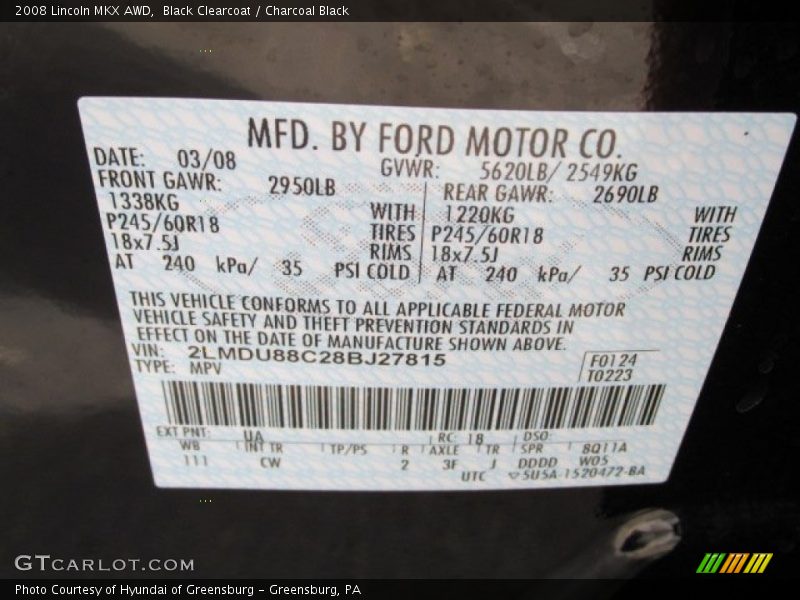 2008 Lincoln MKX AWD, Black Clearcoat / Charcoal Black
MFD. BY FORD MOTOR CO.
DATE: 03/08 GVWR: 5620LB/ 2549KG
FRONT GAWR: 2950LB REAR GAWR: 2690LB
1338KG WITH 1220KG WITH
P245/60R18 TIRES P245/60R18 TIRES
18x7.5J RIMS 18x7.5J RIMS
AT 240 kPa/ 35 PSI COLD AT 240 kPa/ 35 PSI COLD
THIS VEHICLE CONFORMS TO ALL APPLICABLE FEDERAL MOTOR
VEHICLE SAFETY AND THEFT PREVENTION STANDARDS IN
EFFECT ON THE DATE OF MANUFACTURE SHOWN ABOVE.
VIN: 2LMDU88C28BJ27815 F0124
TYPE: MPV T0223
EXT PNT: UA RC: 18 DSO:
WB INT TR TP/PS R AXLE TR SPR 8Q11A
111 CW 2 3F J DDDD W05
UTC 5U5A-1520472-BA
GTCARLOT.COM
Photo Courtesy of Hyundai of Greensburg - Greensburg, PA